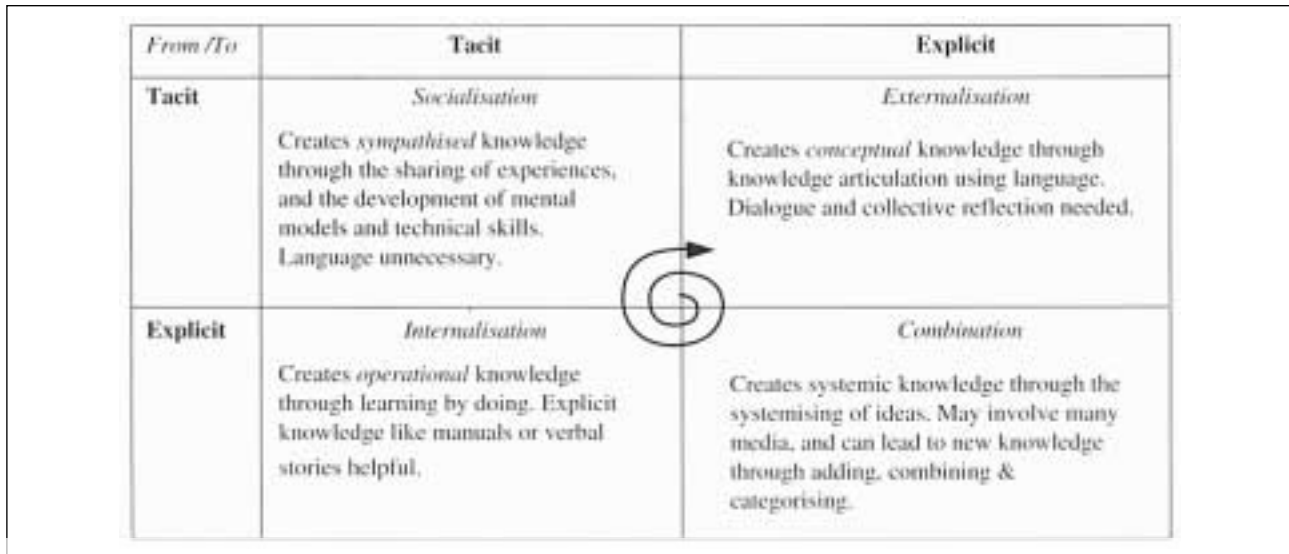 From /To
Tacit
Explicit
Tacit
Socialisation
Creates sympathised knowledge
through the sharing of experiences,
and the development of mental
models and technical skills.
Language unnecessary.
Externalisation
Creates conceptual knowledge through
knowledge articulation using language.
Dialogue and collective reflection needed.
Explicit
Internalisation
Creates operational knowledge
through learning by doing. Explicit
knowledge like manuals or verbal
stories helpful.
Combination
Creates systemic knowledge through the
systemising of ideas. May involve many
media, and can lead to new knowledge
through adding, combining &
categorising.